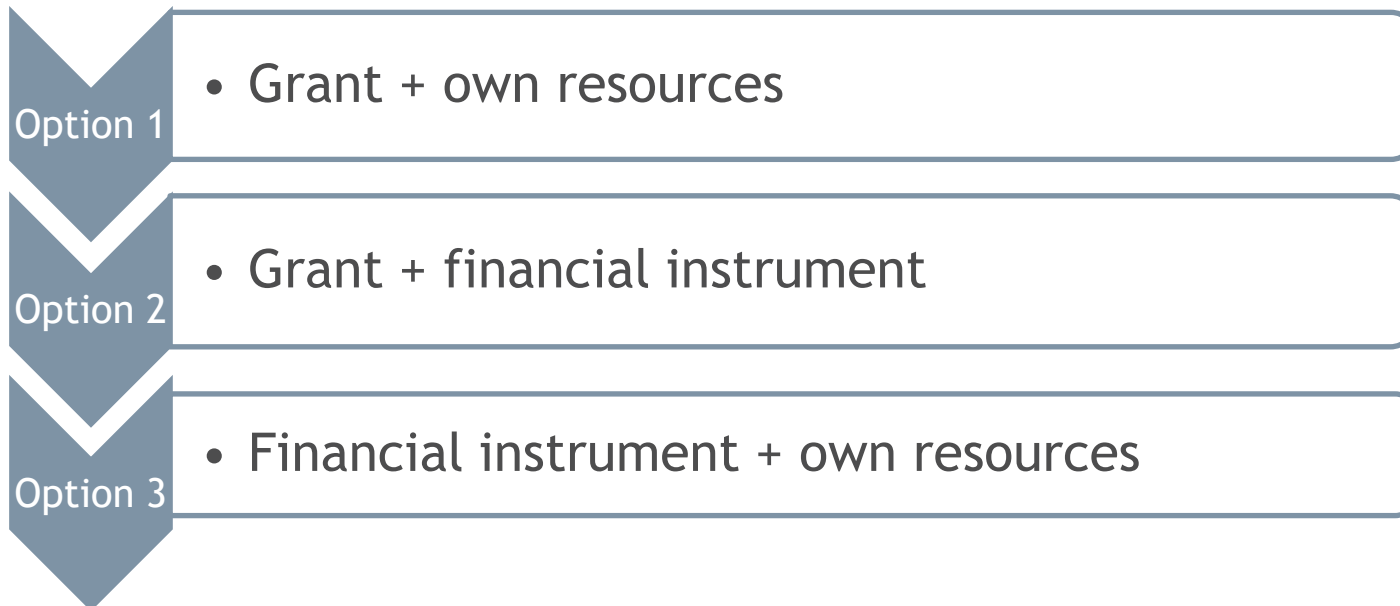 Option 1
• Grant + own resources
Option 2
• Grant + financial instrument
Option 3
• Financial instrument + own resources